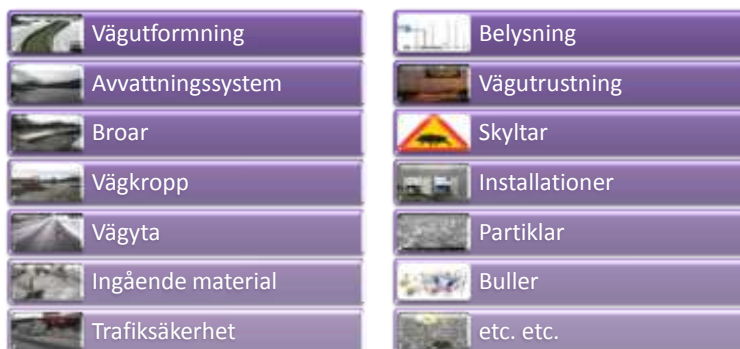 Vägutformning
Avvattningssystem
Broar
Vägkropp
Vägyta
Ingående material
Trafiksäkerhet
Belysning
Vägutrustning
Skyltar
Installationer
Partiklar
Buller
etc. etc.